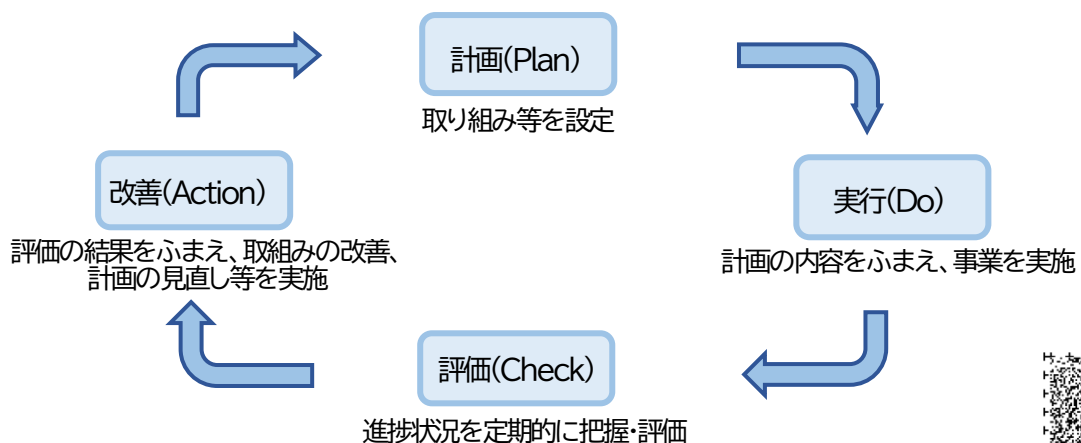 計画(Plan)
取り組み等を設定
実行(Do)
計画の内容をふまえ、事業を実施
評価(Check)
進捗状況を定期的に把握・評価
改善(Action)
評価の結果をふまえ、取組みの改善、
計画の見直し等を実施